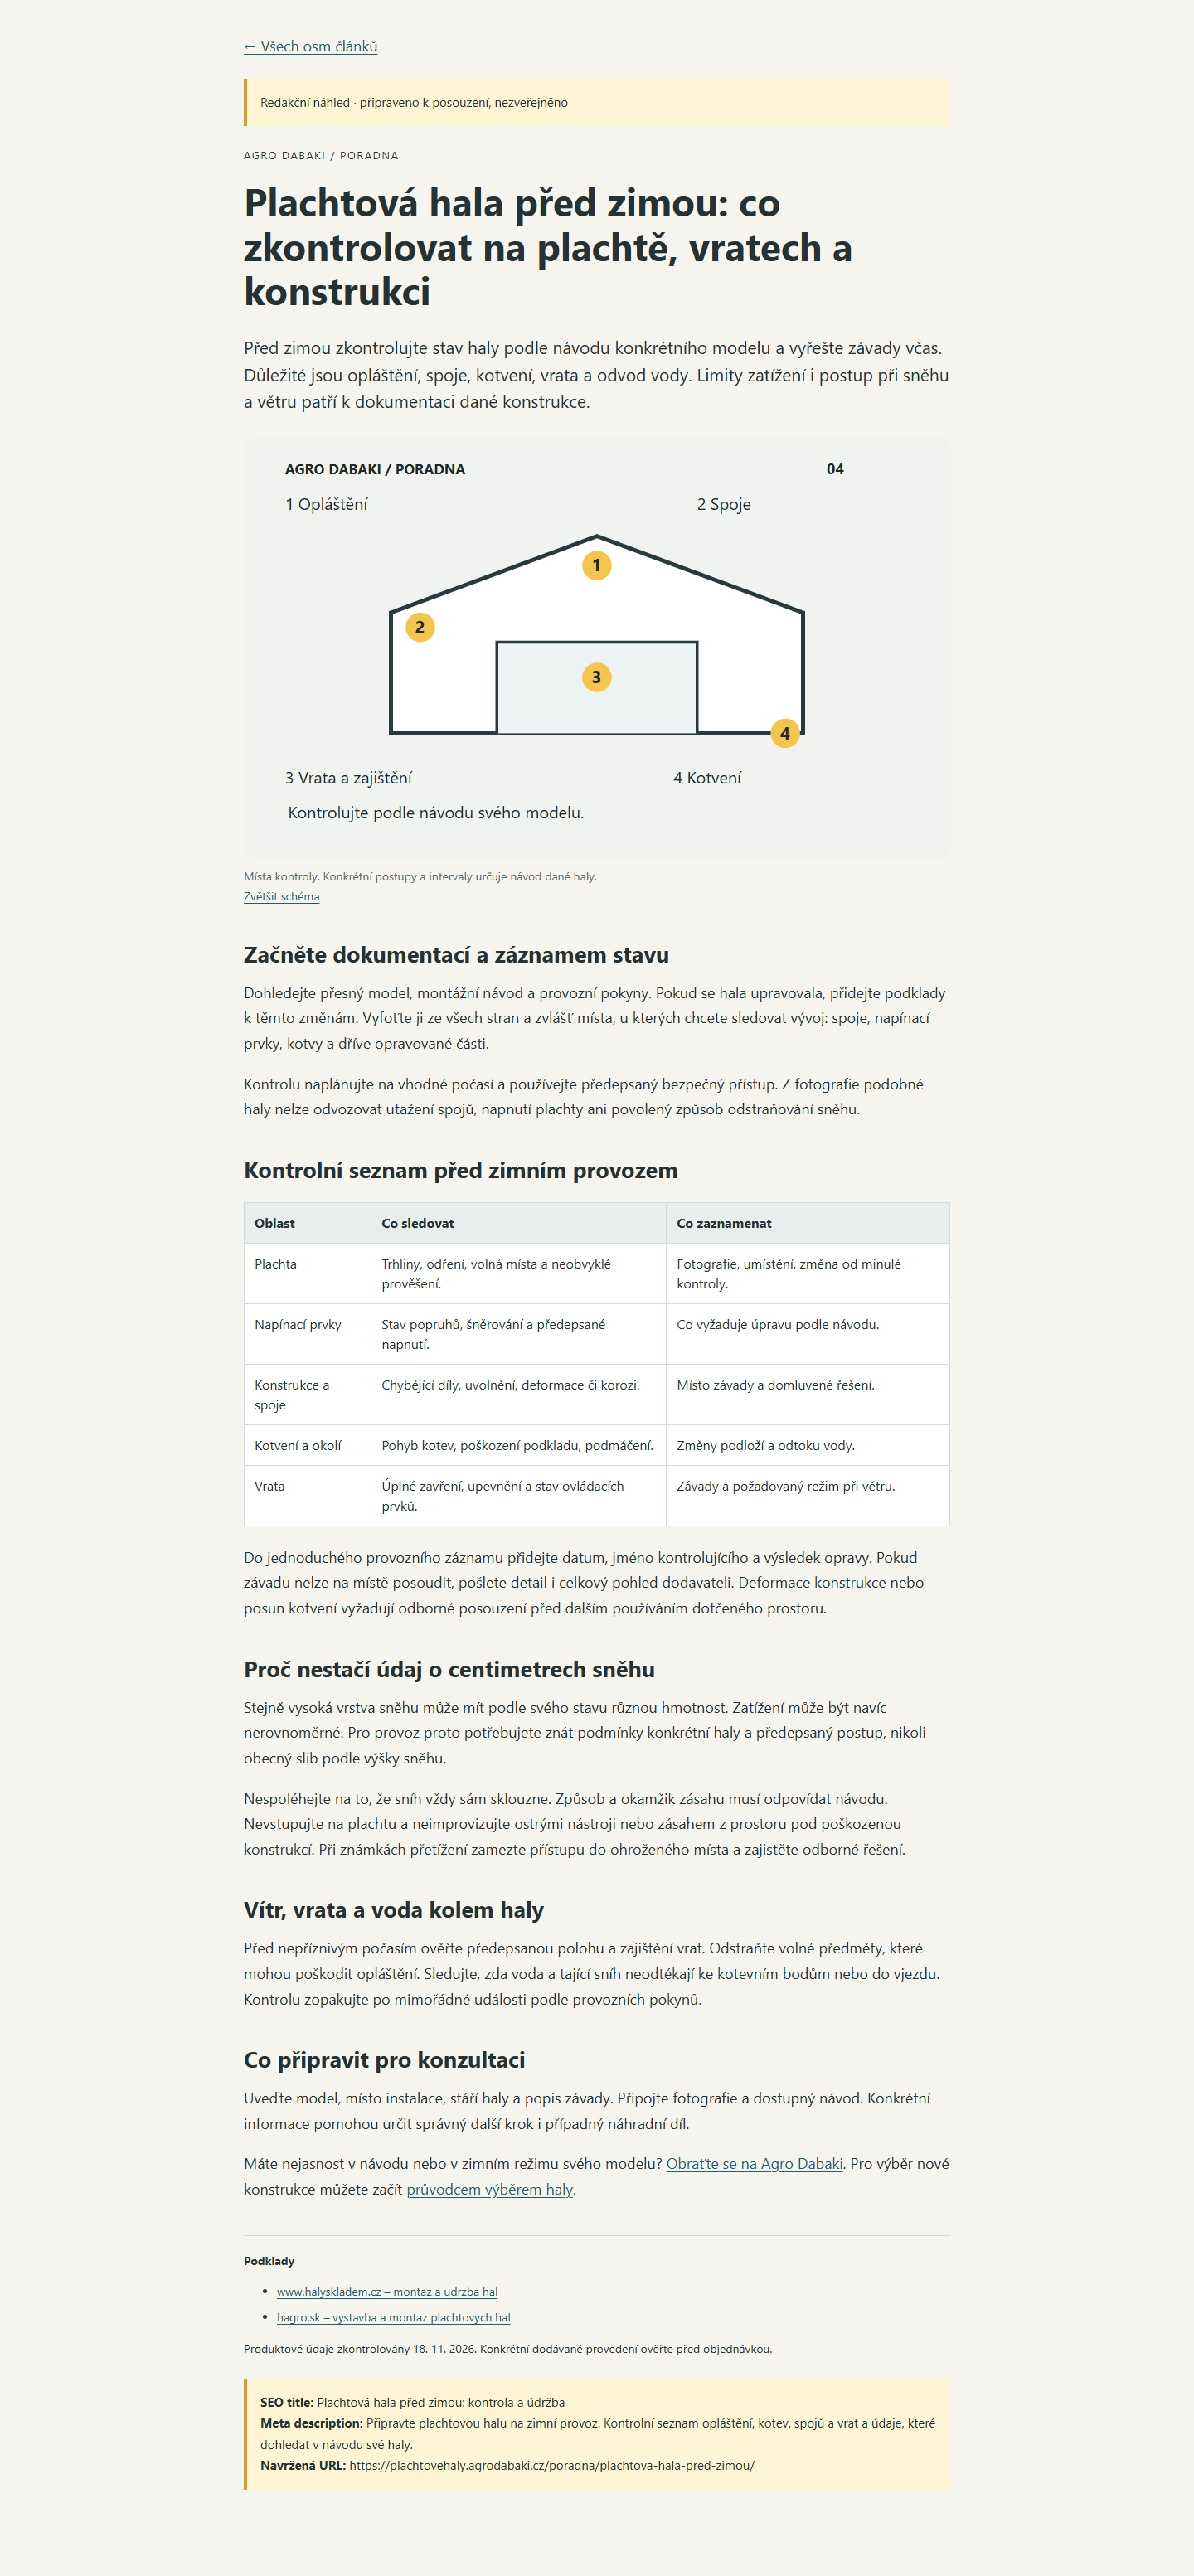 ← Všech osm článků
Redakční náhled · připraveno k posouzení, nezveřejněno
AGRO DABAKI / PORADNA
Plachtová hala před zimou: co
zkontrolovat na plachtě, vratech a
konstrukci
Před zimou zkontrolujte stav haly podle návodu konkrétního modelu a vyřešte závady včas.
Důležité jsou opláštění, spoje, kotvení, vrata a odvod vody. Limity zatížení i postup při sněhu
a větru patří k dokumentaci dané konstrukce.
AGRO DABAKI / PORADNA 04
1 Opláštění 2 Spoje
1
2
3
4
3 Vrata a zajištění 4 Kotvení
Kontrolujte podle návodu svého modelu.
Místa kontroly. Konkrétní postupy a intervaly určuje návod dané haly.
Zvětšit schéma
Začněte dokumentací a záznamem stavu
Dohledejte přesný model, montážní návod a provozní pokyny. Pokud se hala upravovala, přidejte podklady
k těmto změnám. Vyfoťte ji ze všech stran a zvlášť místa, u kterých chcete sledovat vývoj: spoje, napínací
prvky, kotvy a dříve opravované části.
Kontrolu naplánujte na vhodné počasí a používejte předepsaný bezpečný přístup. Z fotografie podobné
haly nelze odvozovat utažení spojů, napnutí plachty ani povolený způsob odstraňování sněhu.
Kontrolní seznam před zimním provozem
Oblast Co sledovat Co zaznamenat
Plachta Trhliny, odření, volná místa a neobvyklé Fotografie, umístění, změna od minulé
prověšení. kontroly.
Napínací prvky Stav popruhů, šněrování a předepsané Co vyžaduje úpravu podle návodu.
napnutí.
Konstrukce a Chybějící díly, uvolnění, deformace či korozi. Místo závady a domluvené řešení.
spoje
Kotvení a okolí Pohyb kotev, poškození podkladu, podmáčení. Změny podloží a odtoku vody.
Vrata Úplné zavření, upevnění a stav ovládacích Závady a požadovaný režim při větru.
prvků.
Do jednoduchého provozního záznamu přidejte datum, jméno kontrolujícího a výsledek opravy. Pokud
závadu nelze na místě posoudit, pošlete detail i celkový pohled dodavateli. Deformace konstrukce nebo
posun kotvení vyžadují odborné posouzení před dalším používáním dotčeného prostoru.
Proč nestačí údaj o centimetrech sněhu
Stejně vysoká vrstva sněhu může mít podle svého stavu různou hmotnost. Zatížení může být navíc
nerovnoměrné. Pro provoz proto potřebujete znát podmínky konkrétní haly a předepsaný postup, nikoli
obecný slib podle výšky sněhu.
Nespoléhejte na to, že sníh vždy sám sklouzne. Způsob a okamžik zásahu musí odpovídat návodu.
Nevstupujte na plachtu a neimprovizujte ostrými nástroji nebo zásahem z prostoru pod poškozenou
konstrukcí. Při známkách přetížení zamezte přístupu do ohroženého místa a zajistěte odborné řešení.
Vítr, vrata a voda kolem haly
Před nepříznivým počasím ověřte předepsanou polohu a zajištění vrat. Odstraňte volné předměty, které
mohou poškodit opláštění. Sledujte, zda voda a tající sníh neodtékají ke kotevním bodům nebo do vjezdu.
Kontrolu zopakujte po mimořádné události podle provozních pokynů.
Co připravit pro konzultaci
Uveďte model, místo instalace, stáří haly a popis závady. Připojte fotografie a dostupný návod. Konkrétní
informace pomohou určit správný další krok i případný náhradní díl.
Máte nejasnost v návodu nebo v zimním režimu svého modelu? Obraťte se na Agro Dabaki. Pro výběr nové
konstrukce můžete začít průvodcem výběrem haly.
Podklady
• www.halyskladem.cz – montaz a udrzba hal
• hagro.sk – vystavba a montaz plachtovych hal
Produktové údaje zkontrolovány 18. 11. 2026. Konkrétní dodávané provedení ověřte před objednávkou.
SEO title: Plachtová hala před zimou: kontrola a údržba
Meta description: Připravte plachtovou halu na zimní provoz. Kontrolní seznam opláštění, kotev, spojů a vrat a údaje, které
dohledat v návodu své haly.
Navržená URL: https://plachtovehaly.agrodabaki.cz/poradna/plachtova-hala-pred-zimou/